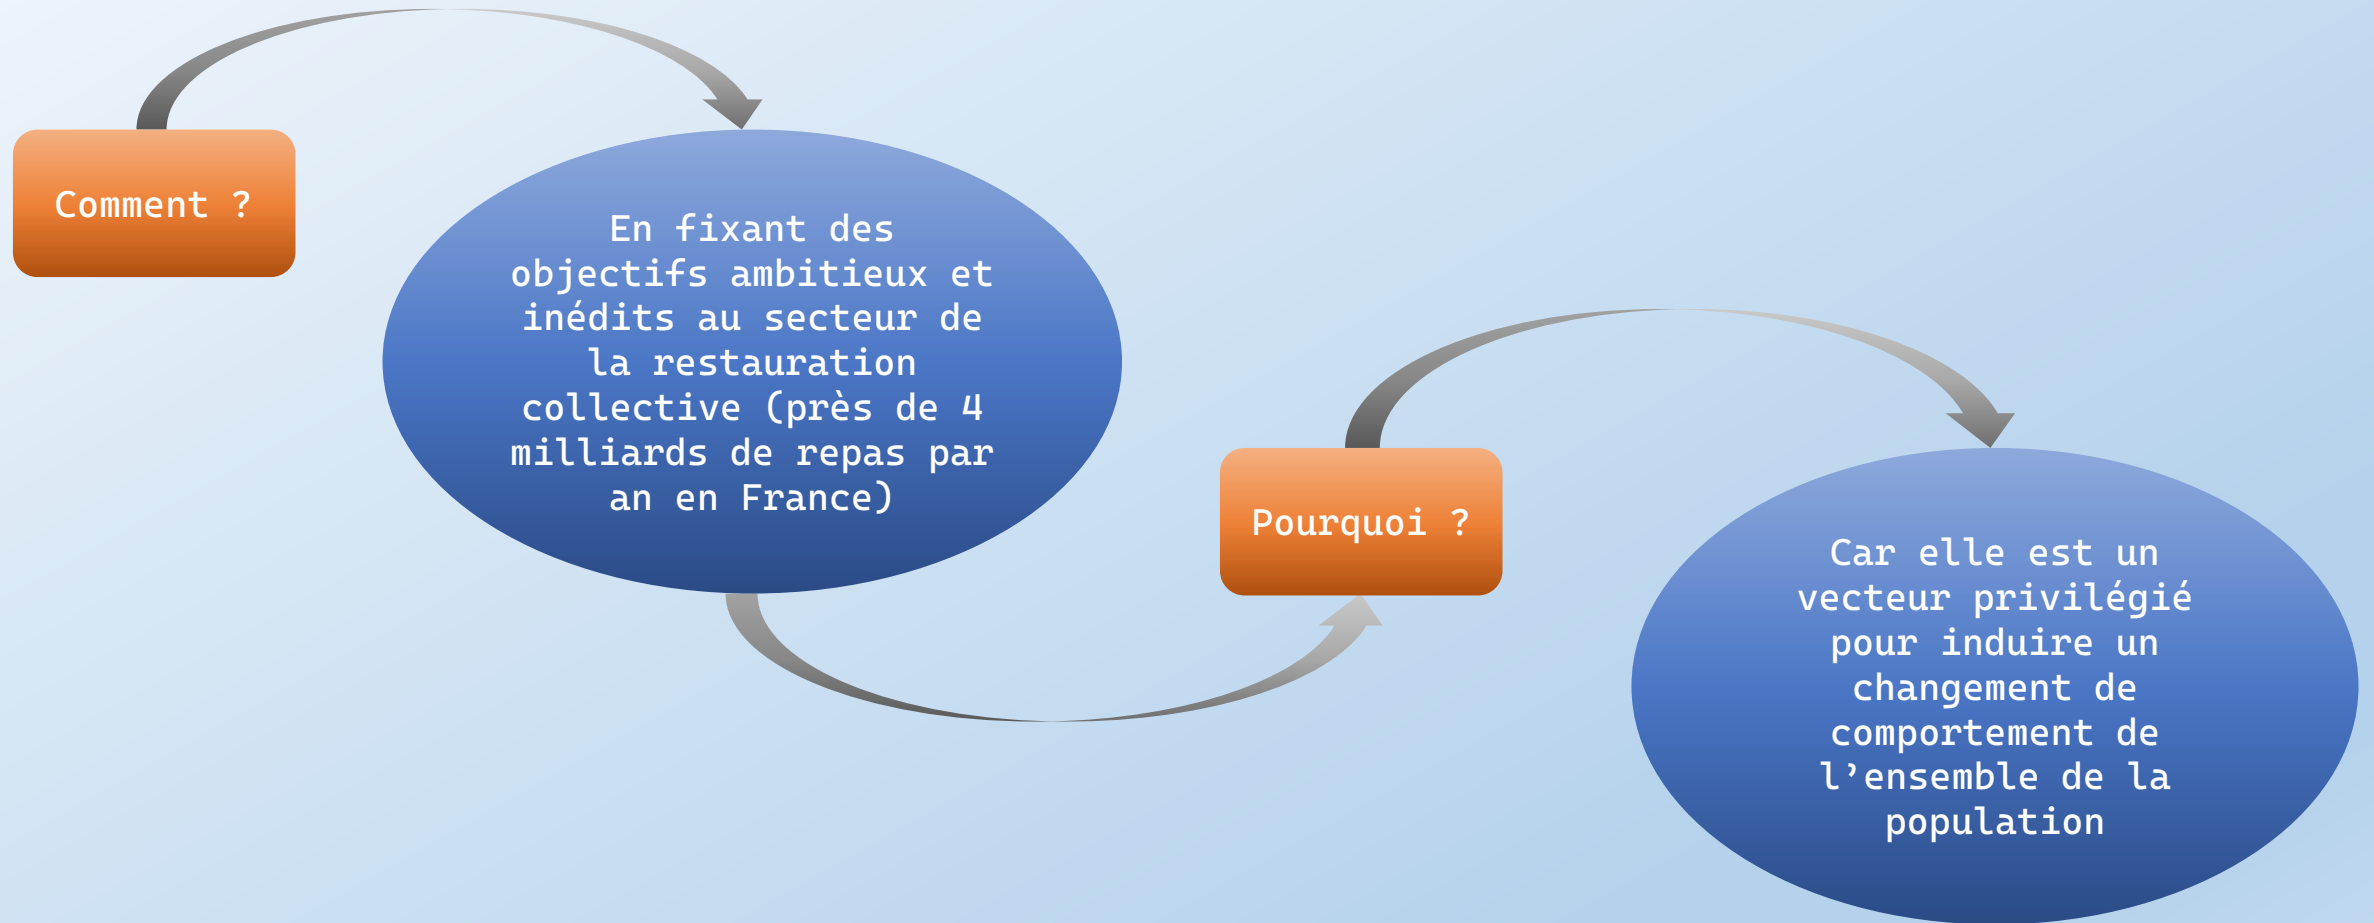 Comment ?
En fixant des
objectifs ambitieux et
inédits au secteur de
la restauration
collective (près de 4
milliards de repas par
an en France)
Pourquoi ?
Car elle est un
vecteur privilégié
pour induire un
changement de
comportement de
l’ensemble de la
population